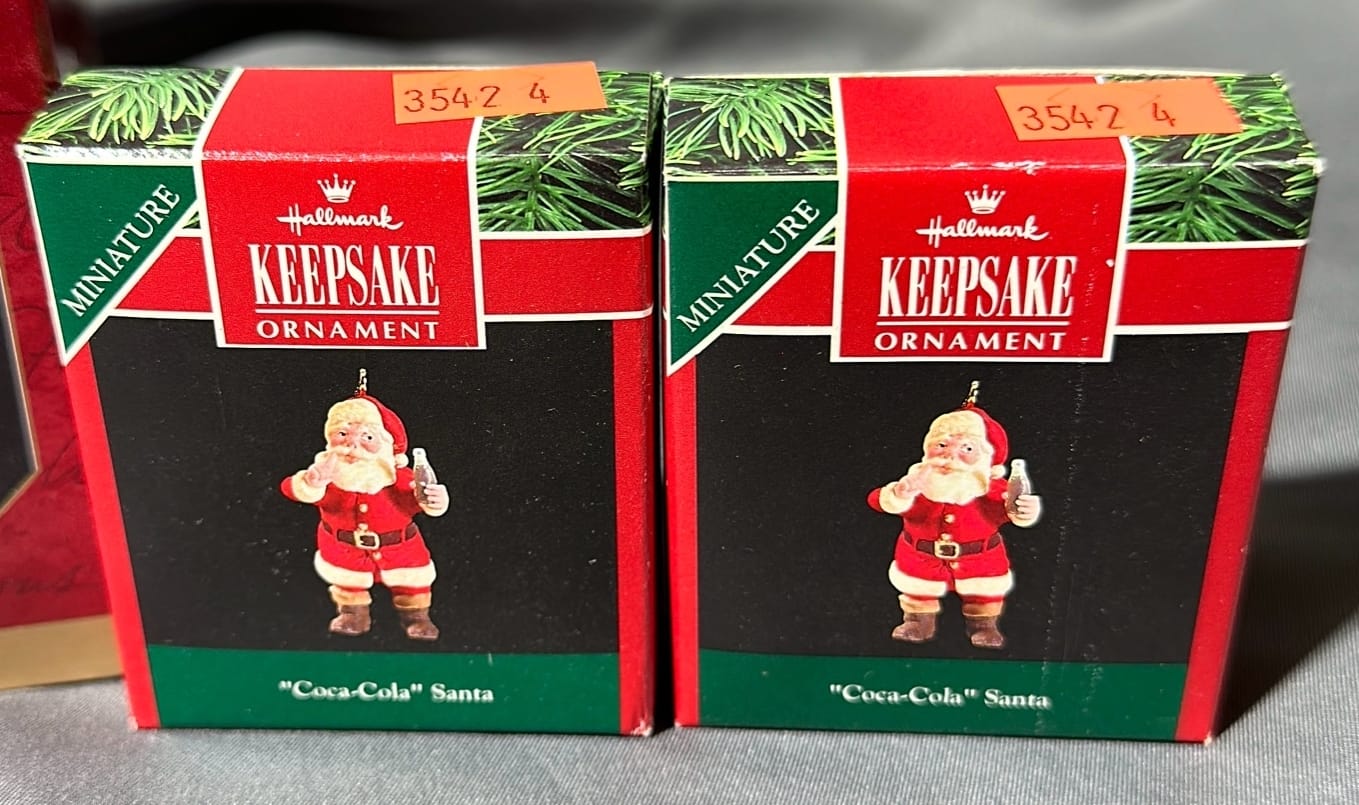 3542 4
MINIATURE
Hallmark
KEEPSAKE
ORNAMENT
"Coca-Cola" Santa
3542 4
MINIATURE
Hallmark
KEEPSAKE
ORNAMENT
"Coca-Cola" Santa